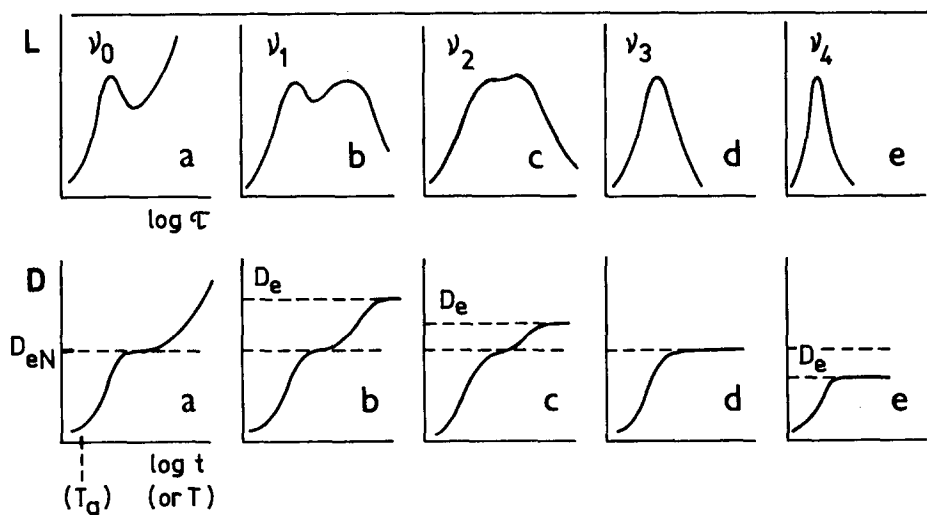 L
ν0
ν1
ν2
ν3
ν4
a
b
c
d
e
log τ
D
De
De
DeN
De
a
b
c
d
e
log t
(Tg)
(or T)